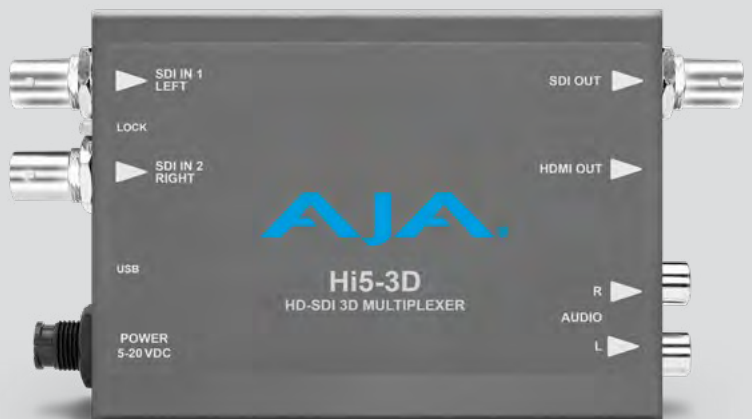 SDI IN 1
LEFT
SDI OUT
LOCK
SDI IN 2
RIGHT
HDMI OUT
AJA®
USB
Hi5-3D
HD-SDI 3D MULTIPLEXER
R
AUDIO
L
POWER
5-20 VDC